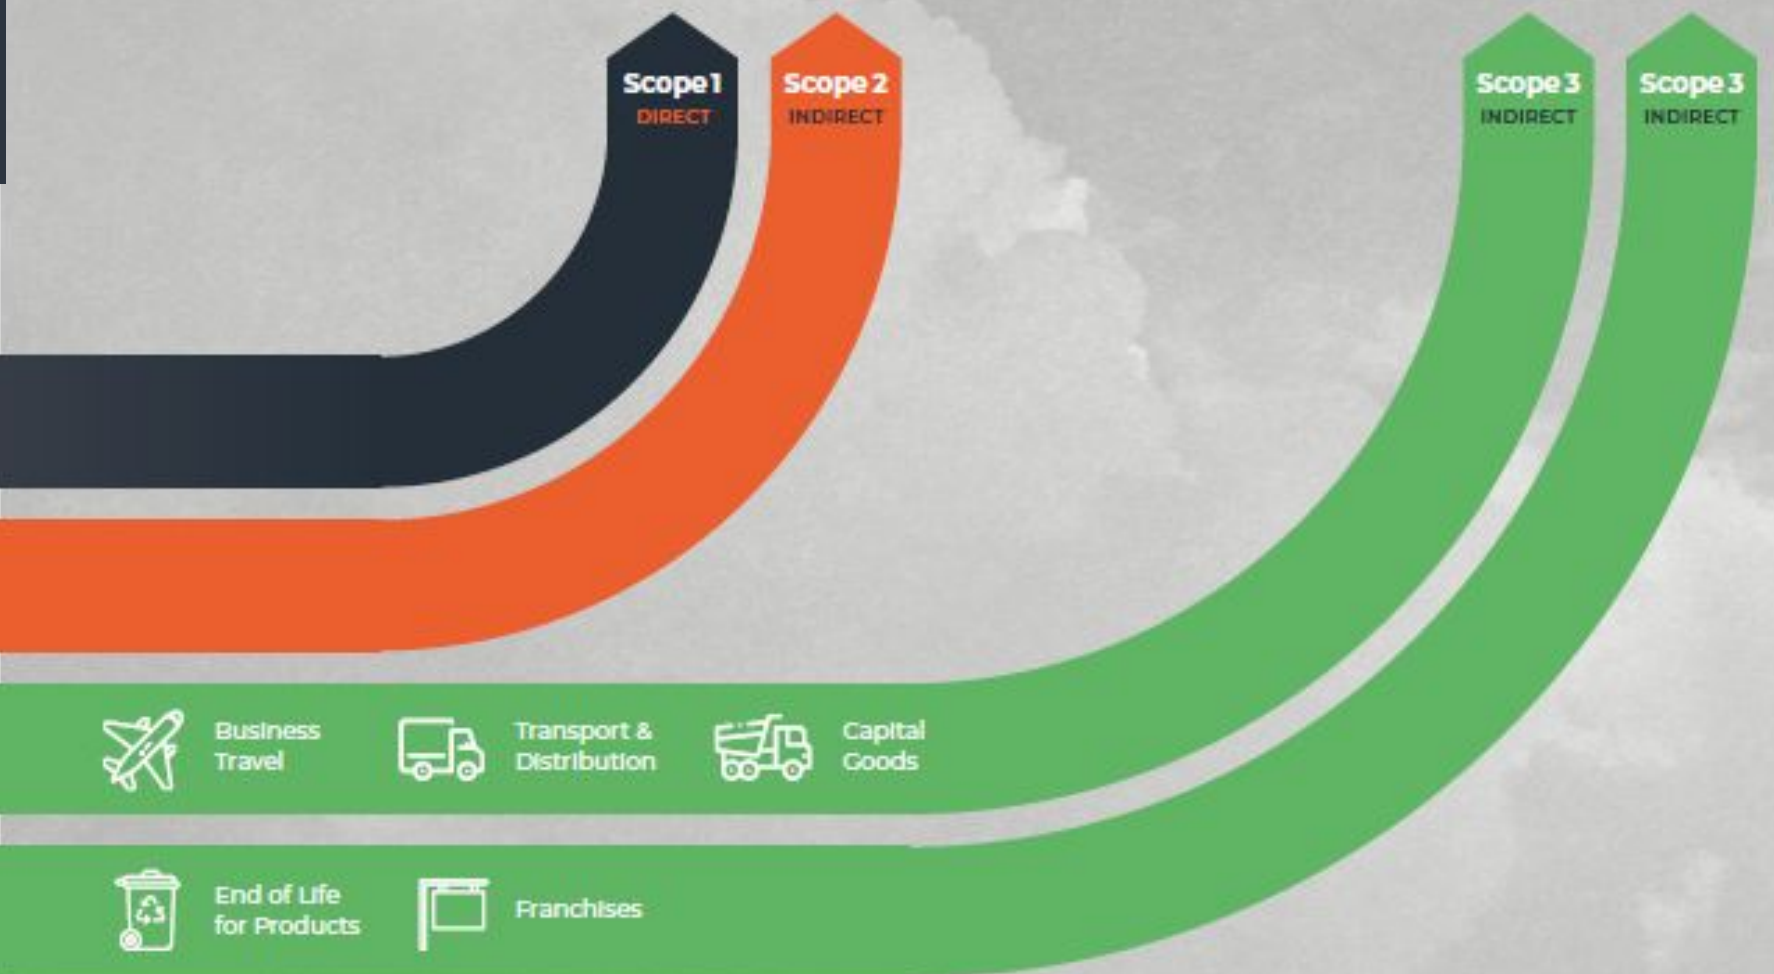 Scope 1
DIRECT
Scope 2
INDIRECT
Scope 3
INDIRECT
Scope 3
INDIRECT
Business
Travel
Transport &
Distribution
Capital
Goods
End of Life
for Products
Franchises